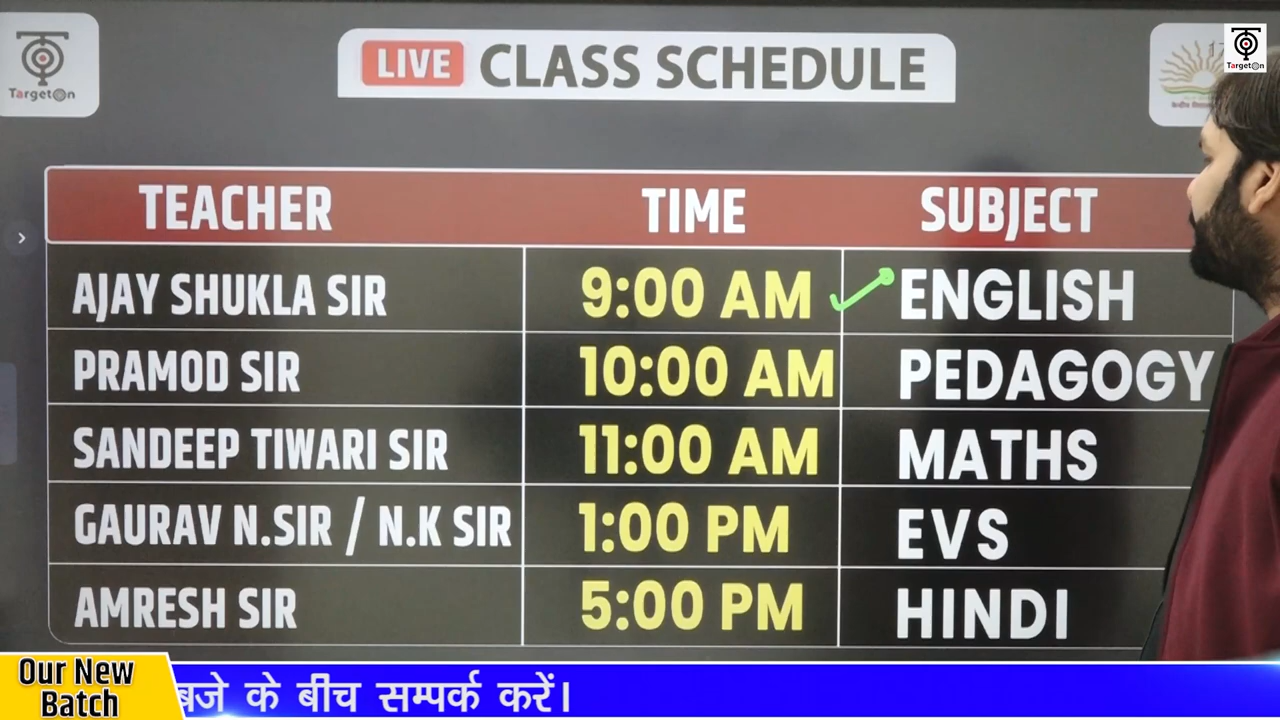 TargetOn
LIVE CLASS SCHEDULE
TargetOn
TEACHER TIME SUBJECT
AJAY SHUKLA SIR 9:00 AM ENGLISH
PRAMOD SIR 10:00 AM PEDAGOGY
SANDEEP TIWARI SIR 11:00 AM MATHS
GAURAV N.SIR / N.K SIR 1:00 PM EVS
AMRESH SIR 5:00 PM HINDI
Our New
Batch
बजे के बीच सम्पर्क करें।